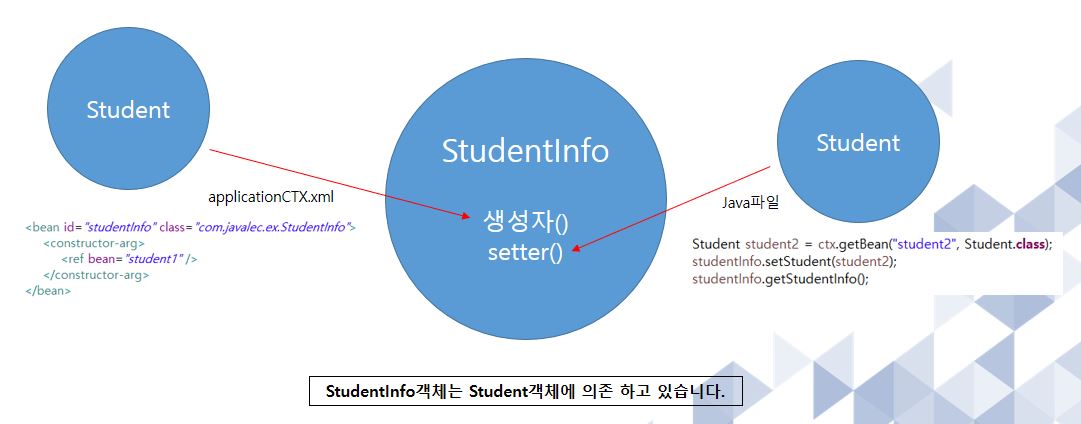 Student
applicationCTX.xml
<bean id="studentInfo" class="com.javalec.ex.StudentInfo">
<constructor-arg>
<ref bean="student1" />
</constructor-arg>
</bean>
StudentInfo
생성자()
setter()
Student
Java파일
Student student2 = ctx.getBean("student2", Student.class);
studentInfo.setStudent(student2);
studentInfo.getStudentInfo();
StudentInfo객체는 Student객체에 의존 하고 있습니다.